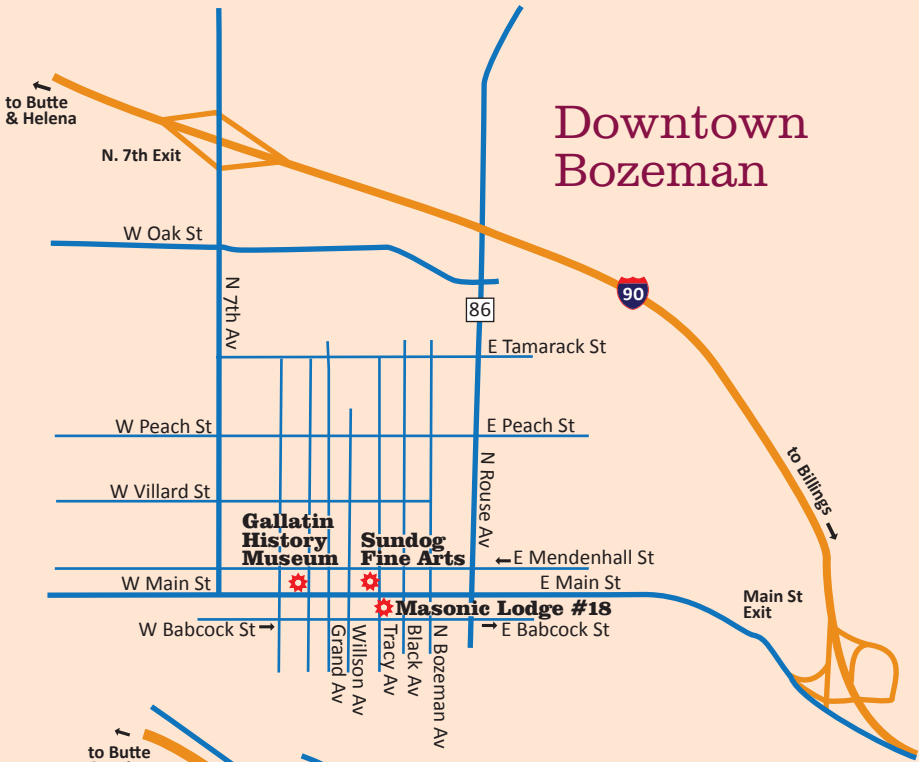 Downtown
Bozeman
to Butte
& Helena
N. 7th Exit
W Oak St
N 7th Av
90
86
E Tamarack St
W Peach St
E Peach St
to Billings
W Villard St
N Rouse Av
Gallatin
History
Museum
Sundog
Fine Arts
E Mendenhall St
W Main St
E Main St
Main St
Exit
Masonic Lodge #18
W Babcock St
E Babcock St
Grand Av
Willson Av
Tracy Av
Black Av
N Bozeman Av
to Butte